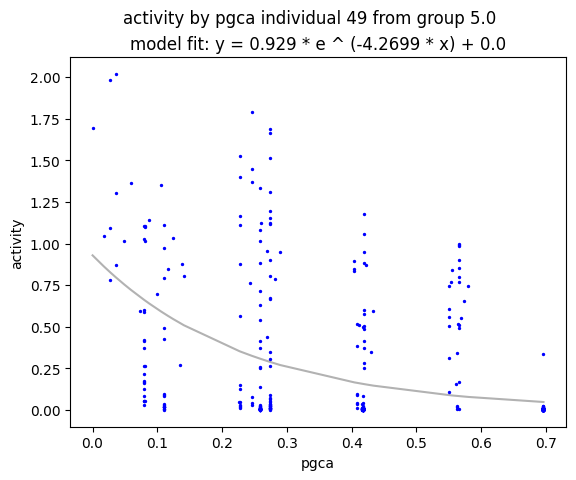 activity by pgca individual 49 from group 5.0
model fit: y = 0.929 * e ^ (-4.2699 * x) + 0.0
2.00
1.75
1.50
1.25
1.00
0.75
0.50
0.25
0.00
activity
0.0 0.1 0.2 0.3 0.4 0.5 0.6 0.7
pgca